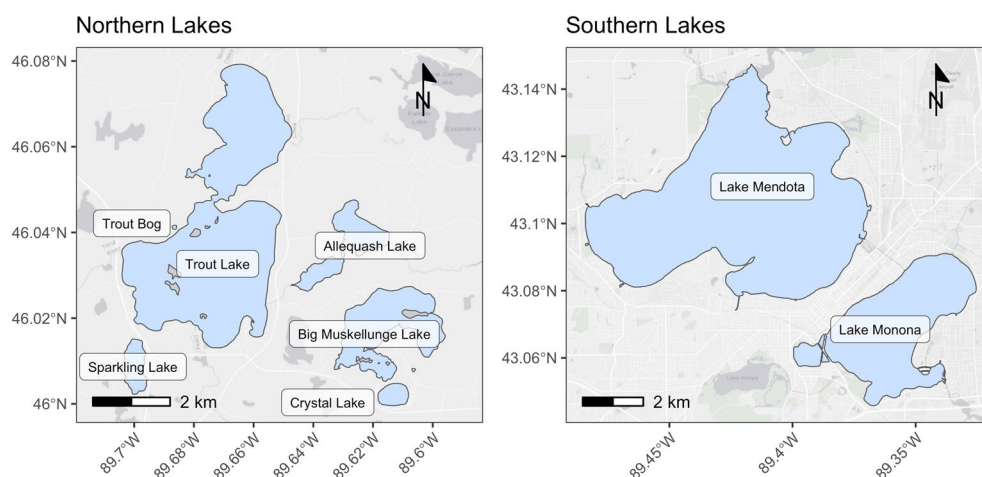 Northern Lakes
46.08°N
46.06°N
46.04°N
46.02°N
46°N
N
Trout Bog
Trout Lake
Allequash Lake
Big Muskellunge Lake
Sparkling Lake
Crystal Lake
2 km
89.7°W
89.68°W
89.66°W
89.64°W
89.62°W
89.6°W
Southern Lakes
43.14°N
43.12°N
43.1°N
43.08°N
43.06°N
N
Lake Mendota
Lake Monona
2 km
89.45°W
89.4°W
89.35°W